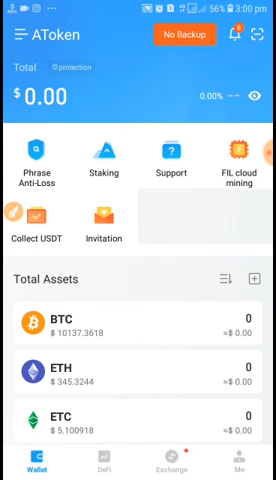 56% 3:00 pm
AToken
No Backup
6
Total protection
$ 0.00
0.00% -- --
Phrase Anti-Loss
Staking
Support
FIL cloud mining
Collect USDT
Invitation
Total Assets
BTC 0
$ 10137.3618 ≈$ 0.00
ETH 0
$ 345.3244 ≈$ 0.00
ETC 0
$ 5.100918 ≈$ 0.00
Wallet DeFi Exchange Me